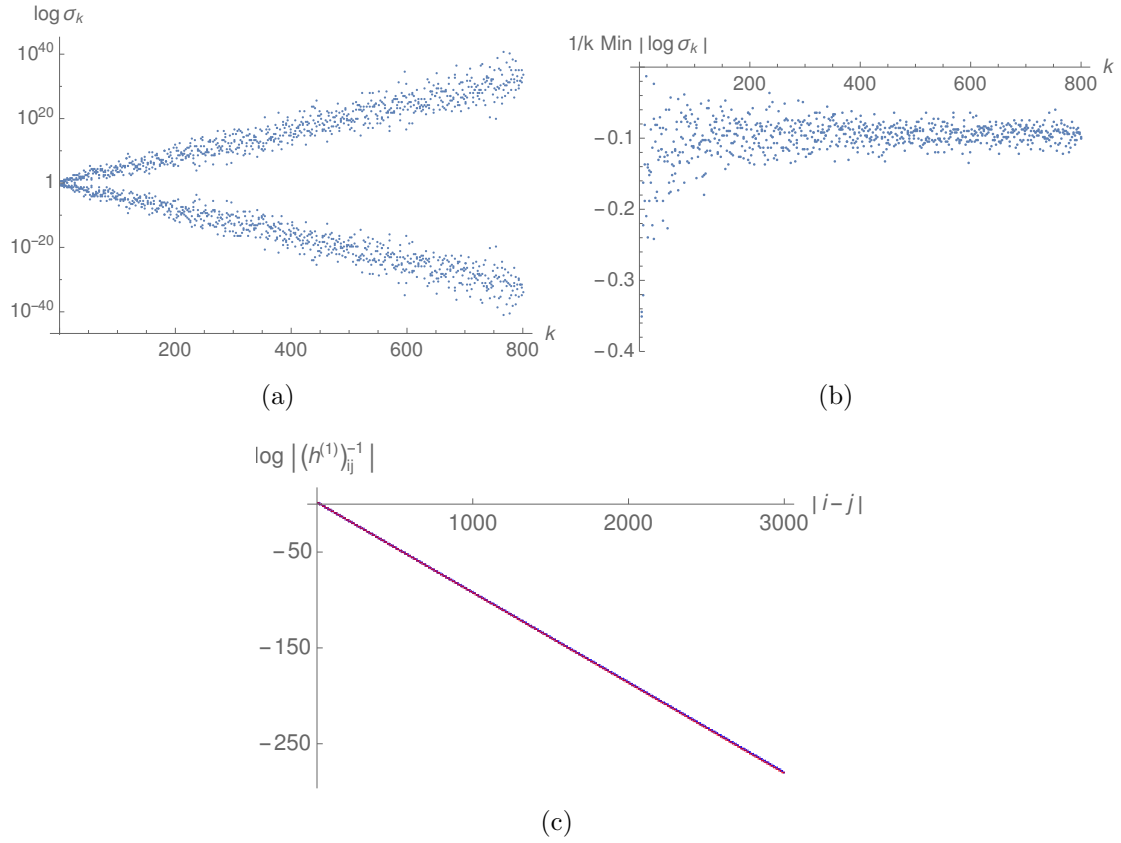 log σ_k
10^40
10^20
1
10^−20
10^−40
200 400 600 800
k
(a)
1/k Min | log σ_k |
200 400 600 800
k
−0.1
−0.2
−0.3
−0.4
(b)
log | (h^(1))^−1_ij |
1000 2000 3000
| i − j |
−50
−150
−250
(c)